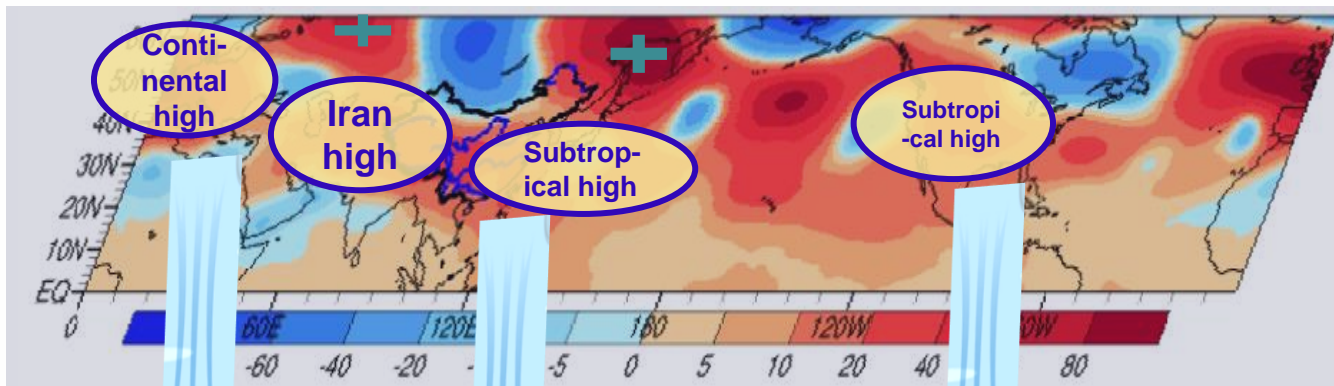 Conti-
nental
high
Iran
high
Subtrop-
ical high
Subtropi
-cal high
40N
30N
20N
10N
EQ
0 60E 120E 180 120W
-60 -40 -20 -5 0 5 10 20 40 80